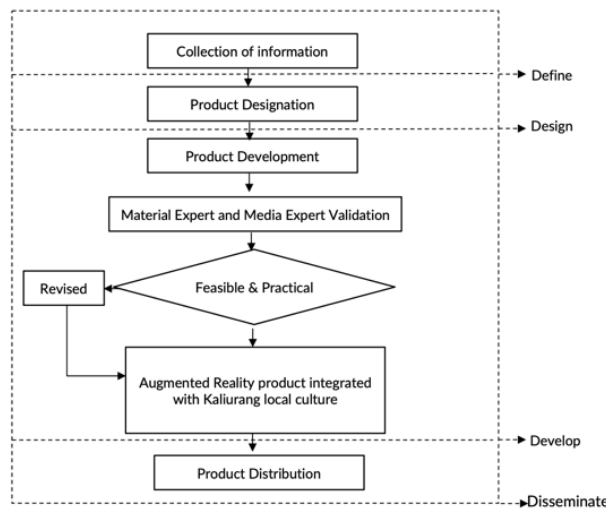 Collection of information
Define
Product Designation
Design
Product Development
Material Expert and Media Expert Validation
Revised
Feasible & Practical
Augmented Reality product integrated
with Kaliurang local culture
Develop
Product Distribution
Disseminate